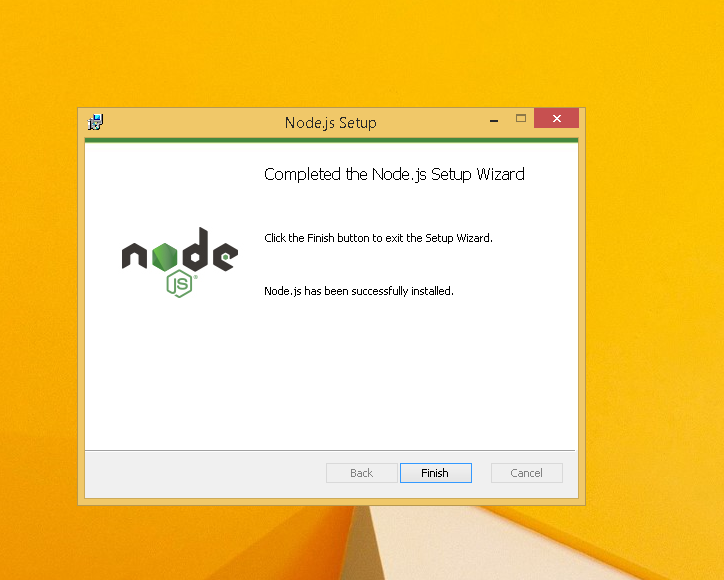 Node.js Setup
Completed the Node.js Setup Wizard
Click the Finish button to exit the Setup Wizard.
node
JS
Node.js has been successfully installed.
Back
Finish
Cancel